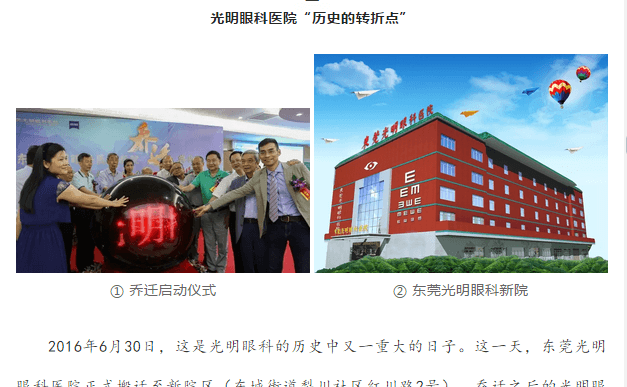 光明眼科医院“历史的转折点”
乔迁
明
东莞光明眼科医院
E
E M
3 W E
① 乔迁启动仪式
② 东莞光明眼科新院
2016年6月30日，这是光明眼科的历史中又一重大的日子。这一天，东莞光明
眼科医院正式搬迁至新院区（东城街道梨川社区红川路2号）。乔迁之后的光明眼